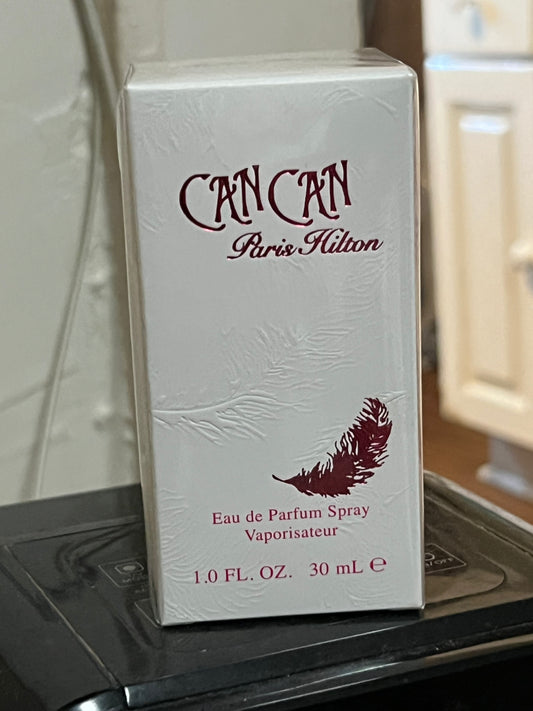 CAN CAN
Paris Hilton
Eau de Parfum Spray
Vaporisateur
1.0 FL. OZ. 30 mL ℮